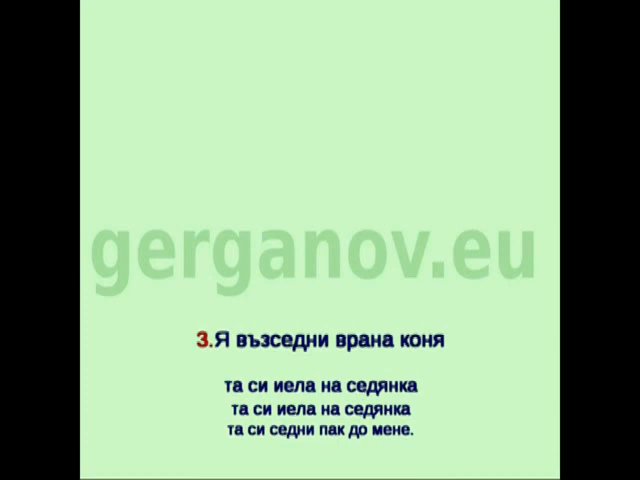 gerganov.eu
3.Я възседни врана коня
та си иела на седянка
та си иела на седянка
та си седни пак до мене.